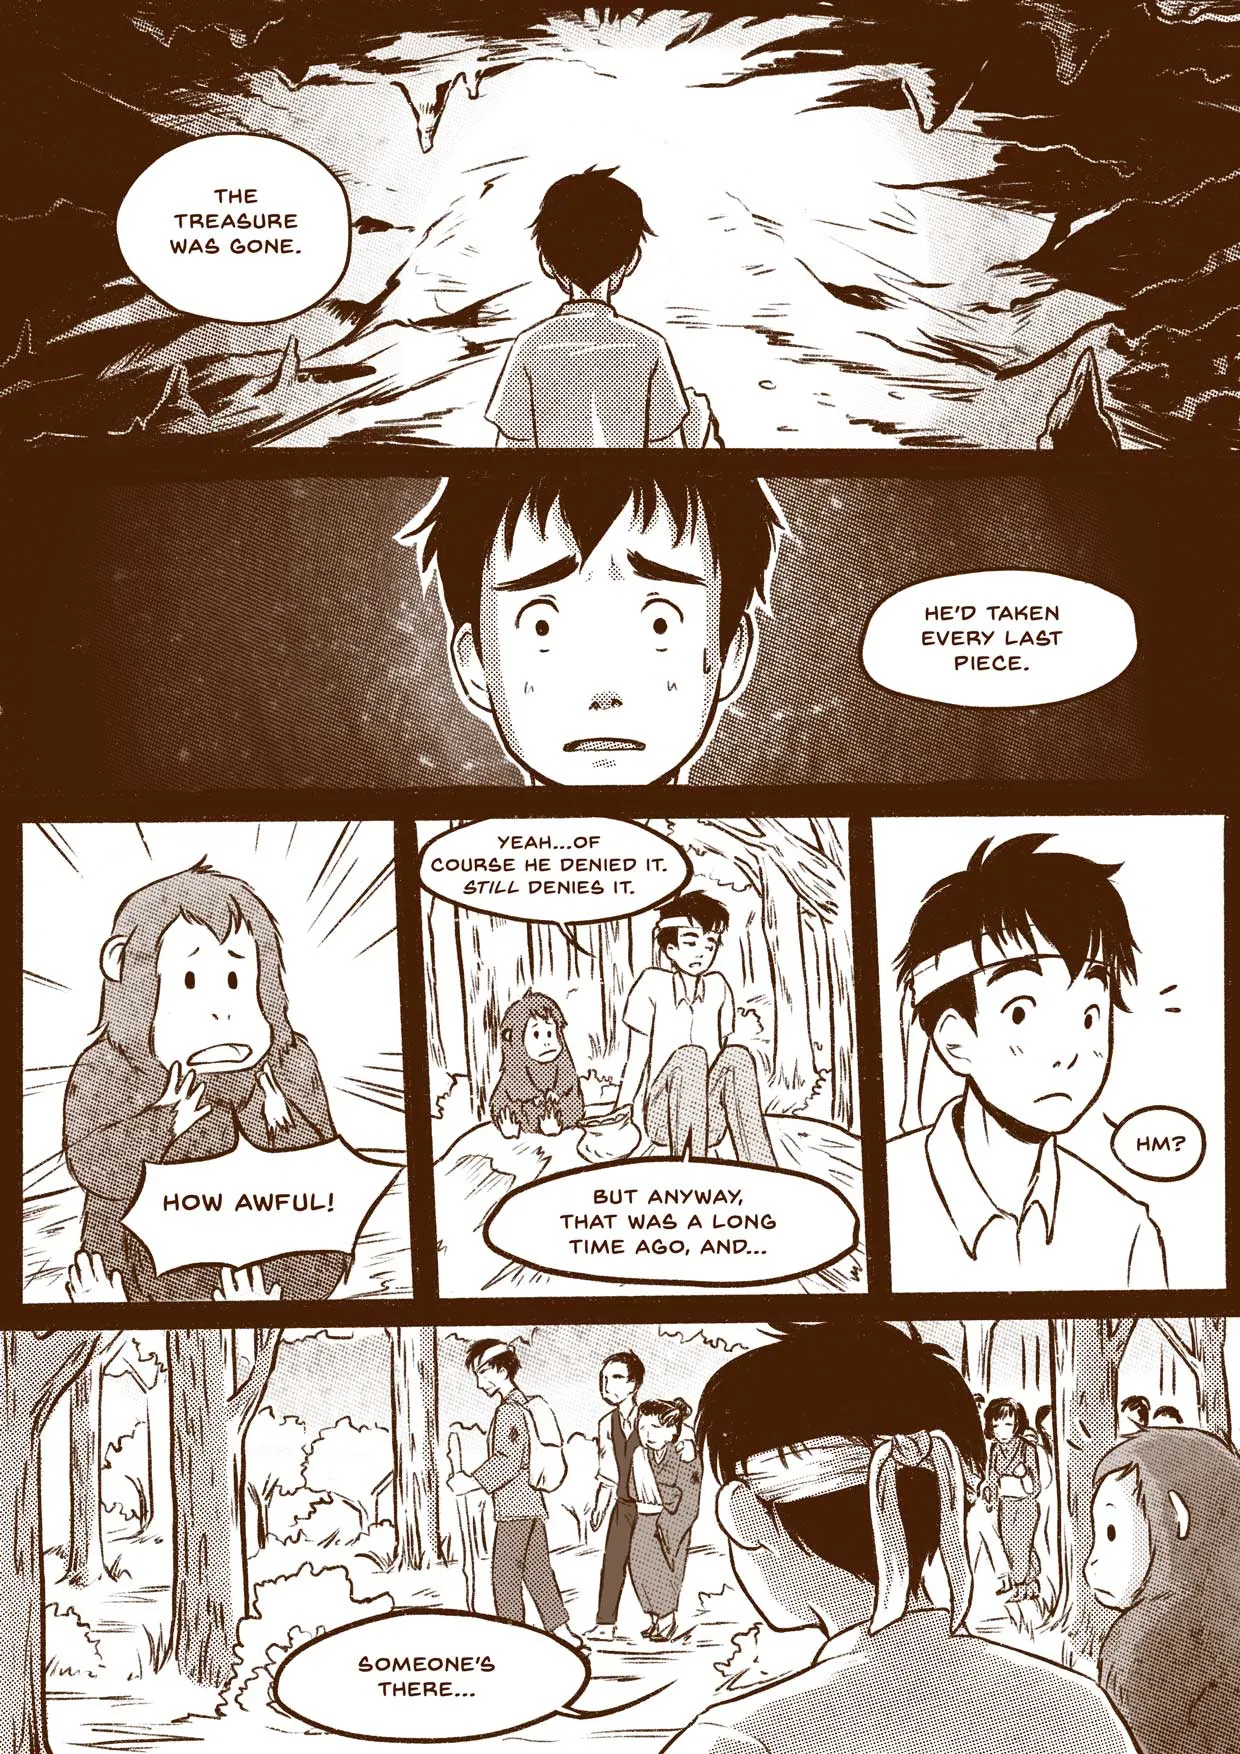 THE
TREASURE
WAS GONE.
HE'D TAKEN
EVERY LAST
PIECE.
HOW AWFUL!
YEAH...OF
COURSE HE DENIED IT.
STILL DENIES IT.
BUT ANYWAY,
THAT WAS A LONG
TIME AGO, AND...
HM?
SOMEONE'S
THERE...